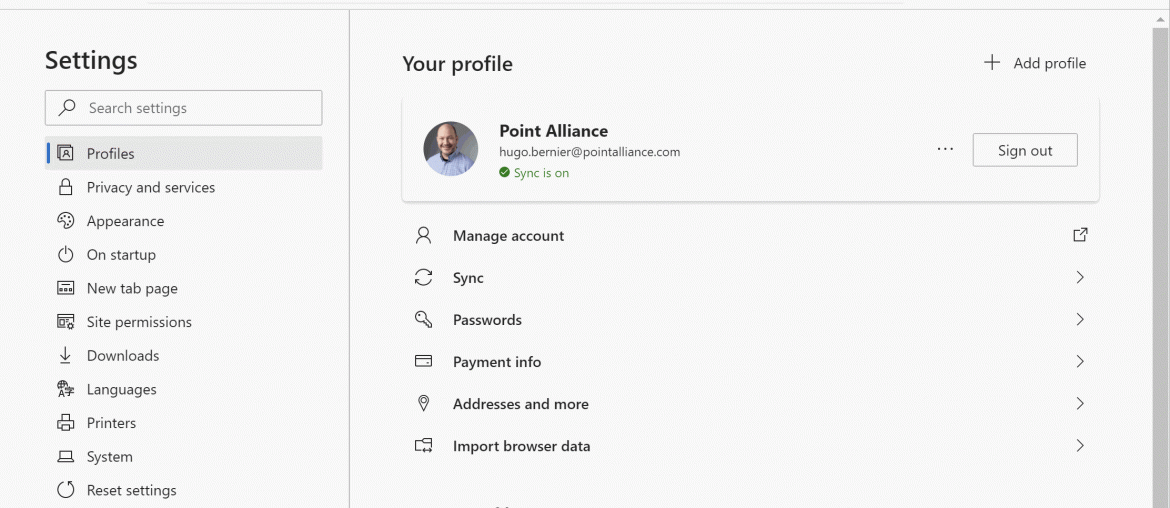 Settings
Search settings
Profiles
Privacy and services
Appearance
On startup
New tab page
Site permissions
Downloads
Languages
Printers
System
Reset settings
Your profile
Add profile
Point Alliance
hugo.bernier@pointalliance.com
Sync is on
Sign out
Manage account
Sync
Passwords
Payment info
Addresses and more
Import browser data